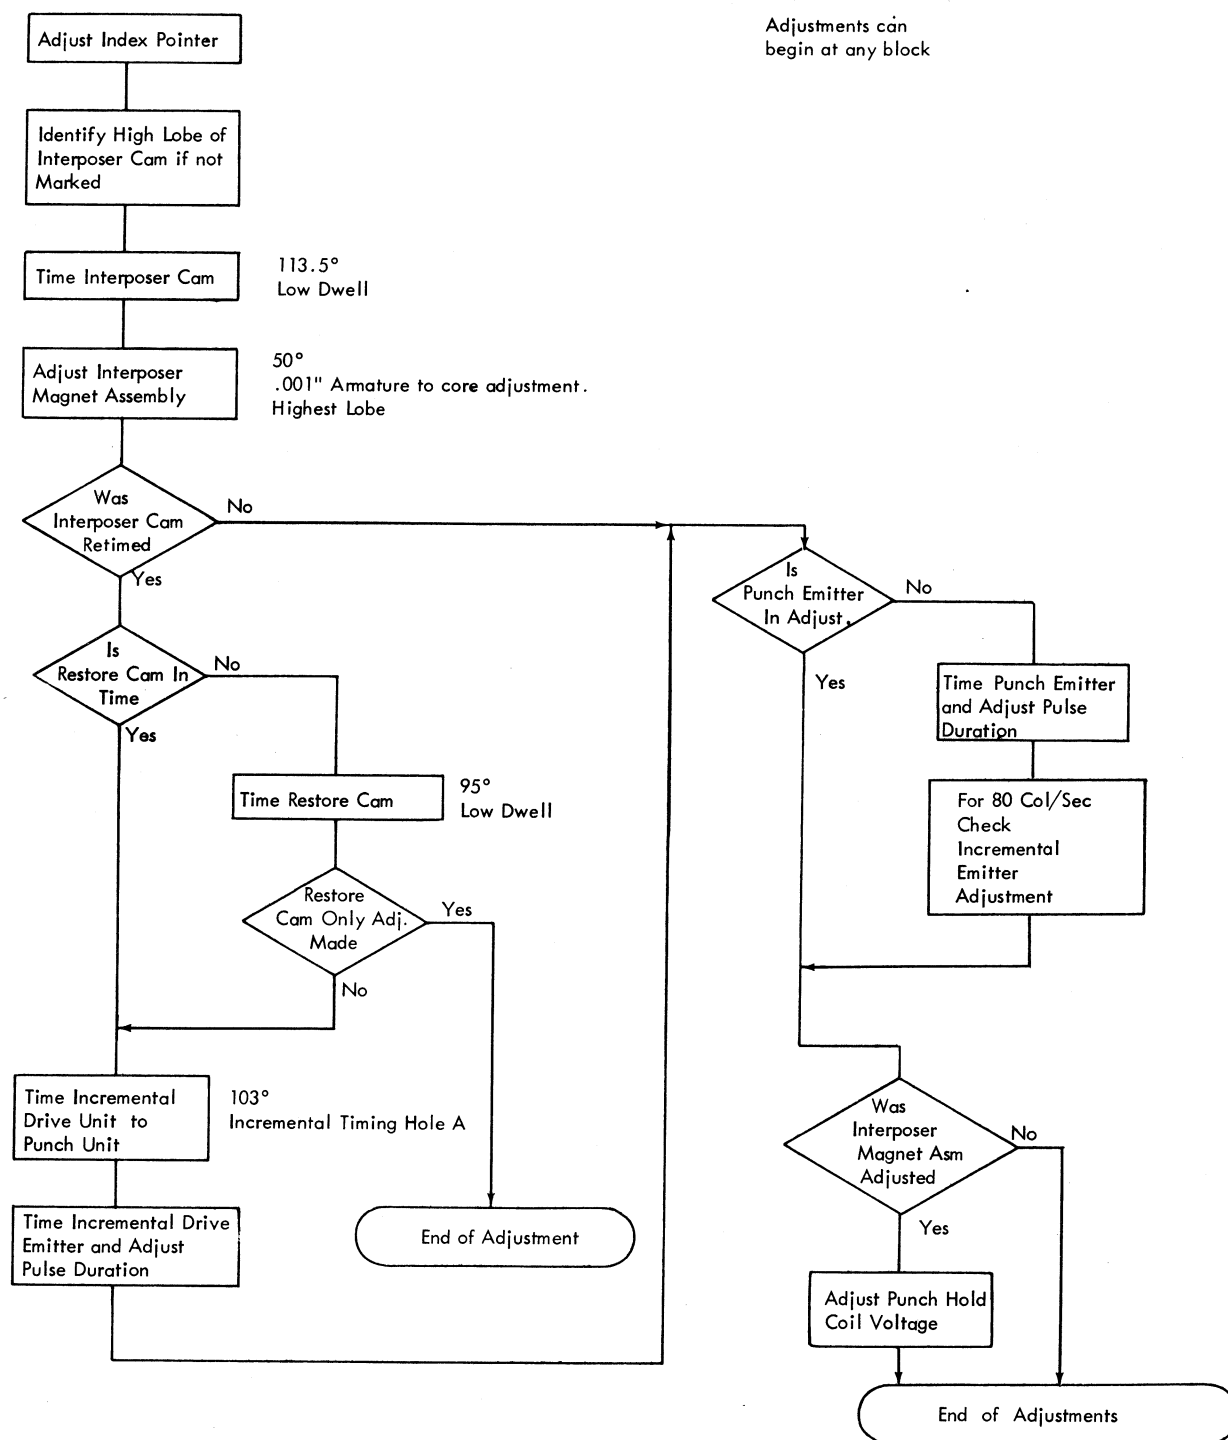 Adjust Index Pointer
Adjustments can
begin at any block
Identify High Lobe of
Interposer Cam if not
Marked
Time Interposer Cam
113.5°
Low Dwell
Adjust Interposer
Magnet Assembly
50°
.001" Armature to core adjustment.
Highest Lobe
Was
Interposer Cam
Retimed
No
Yes
Is
Restore Cam In
Time
No
Yes
Time Restore Cam
95°
Low Dwell
Restore
Cam Only Adj.
Made
Yes
No
Time Incremental
Drive Unit to
Punch Unit
103°
Incremental Timing Hole A
Time Incremental Drive
Emitter and Adjust
Pulse Duration
End of Adjustment
Is
Punch Emitter
In Adjust.
No
Yes
Time Punch Emitter
and Adjust Pulse
Duration
For 80 Col/Sec
Check
Incremental
Emitter
Adjustment
Was
Interposer
Magnet Asm
Adjusted
No
Yes
Adjust Punch Hold
Coil Voltage
End of Adjustments